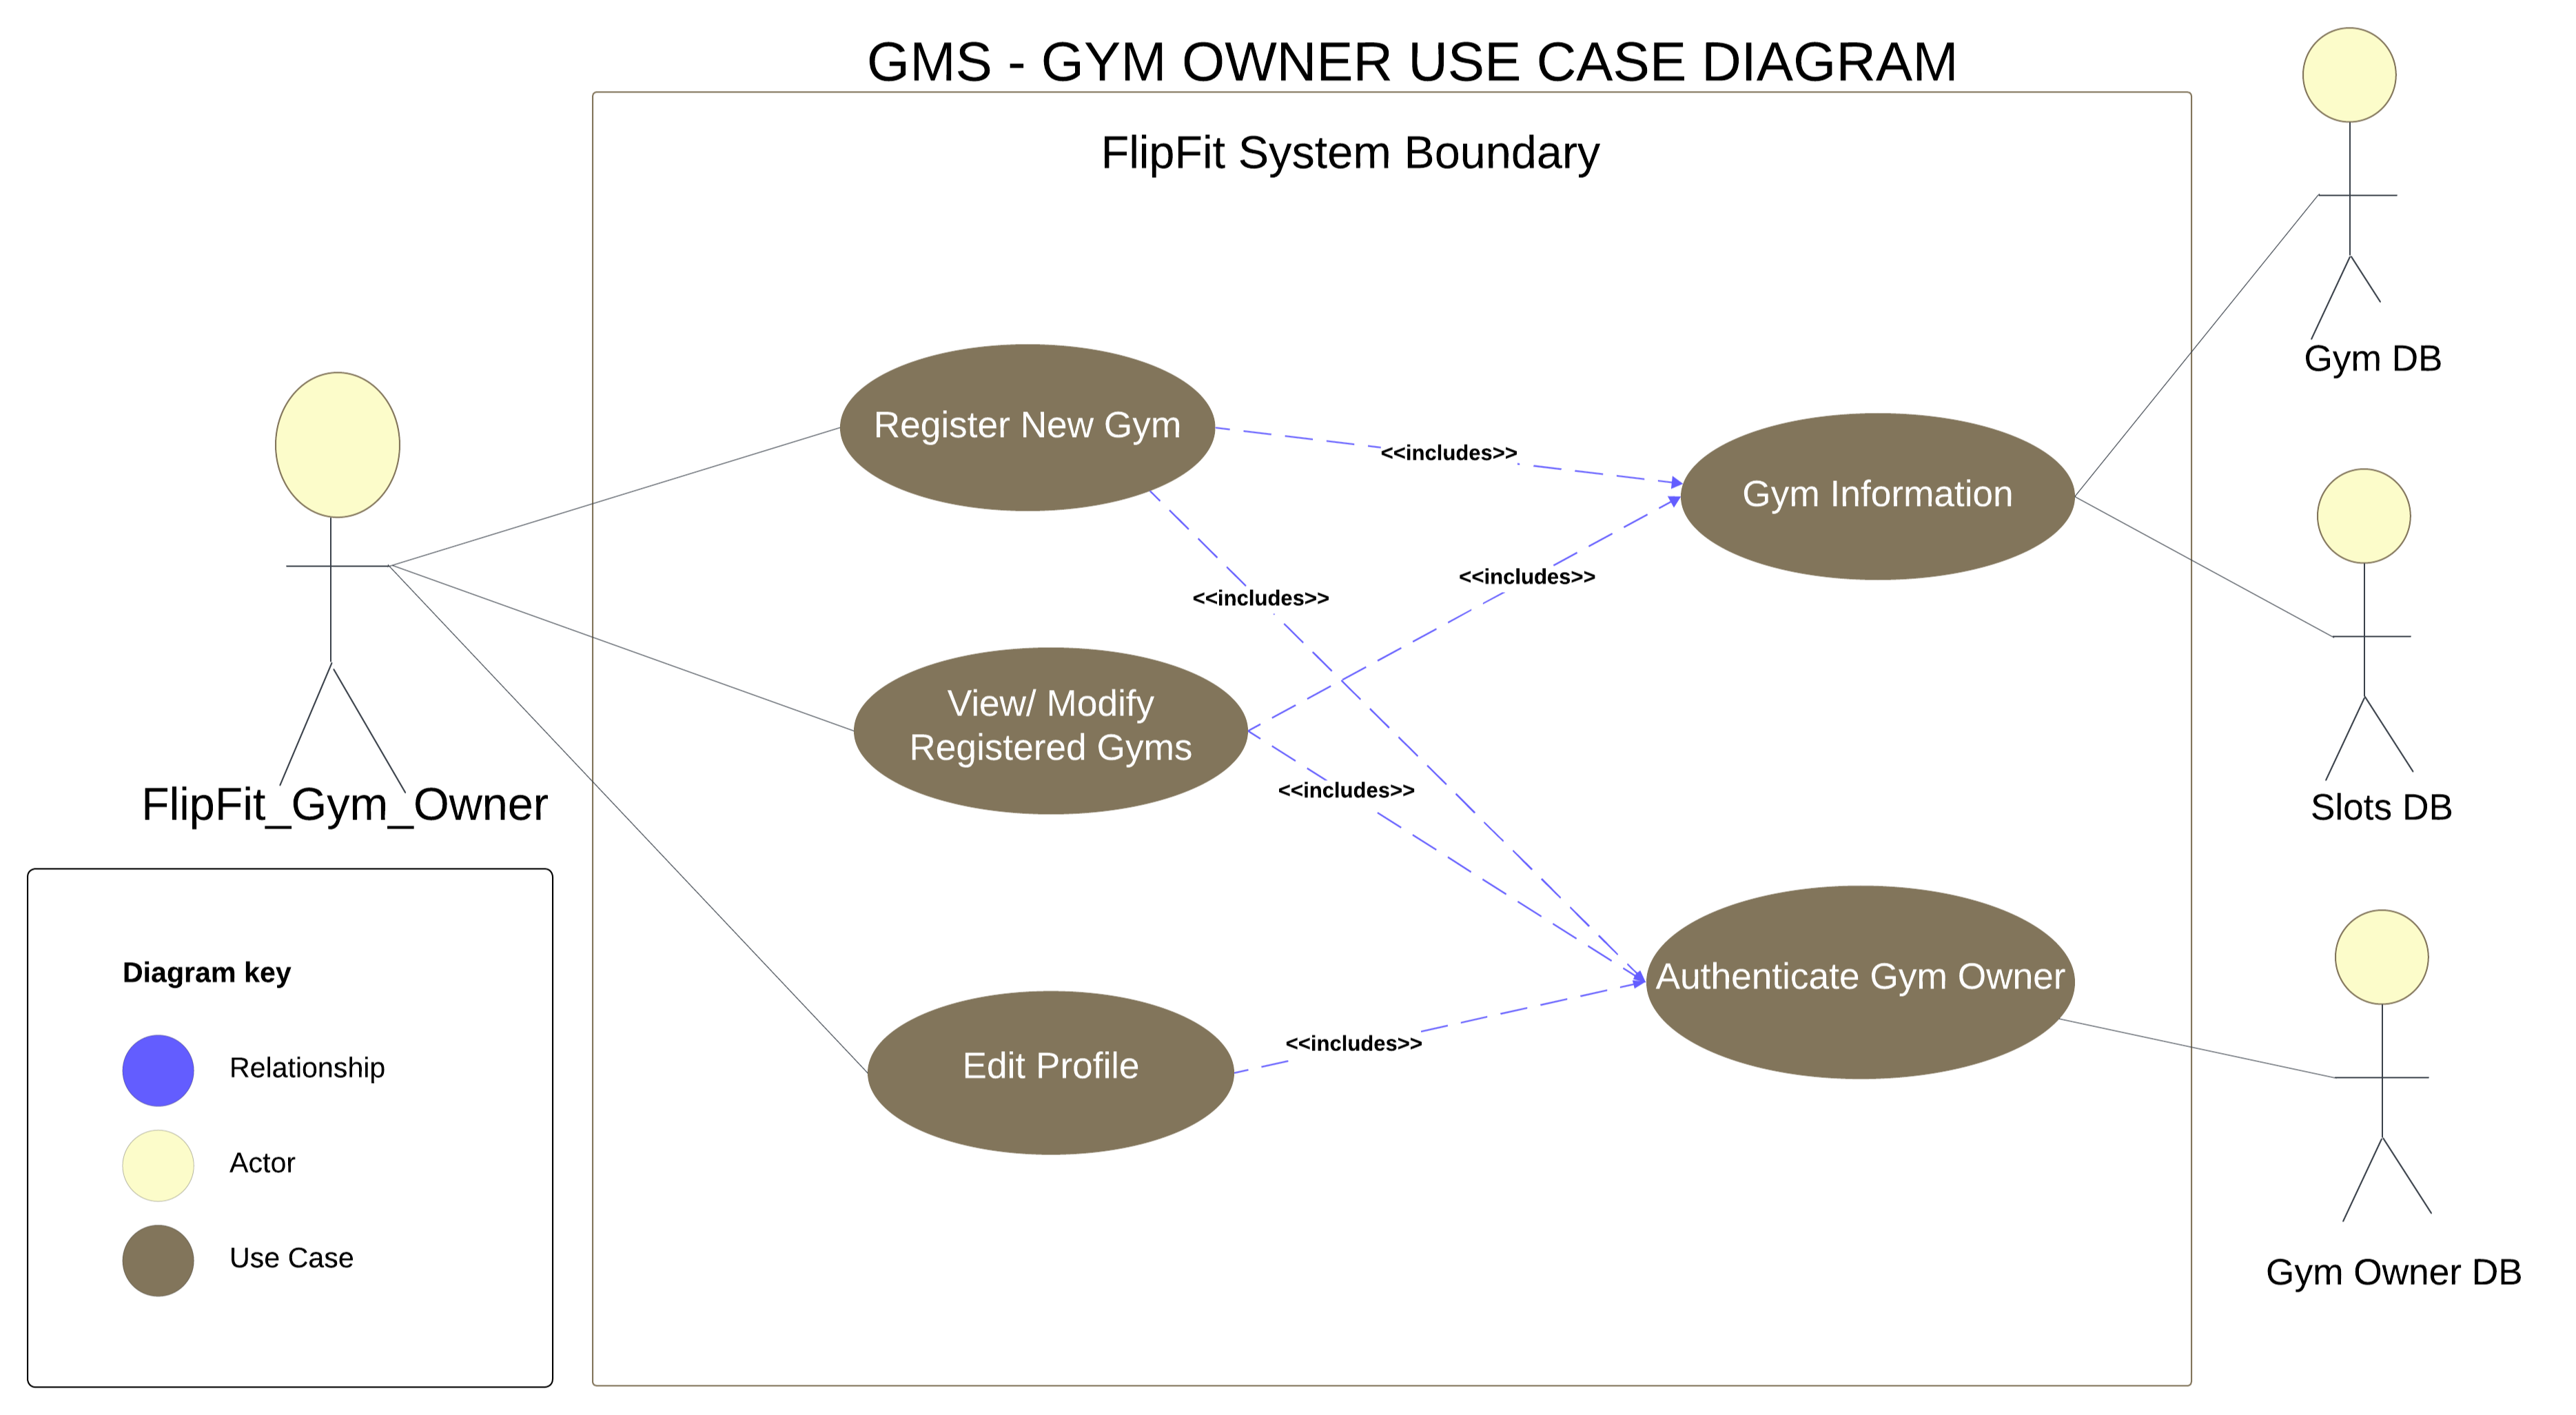 GMS - GYM OWNER USE CASE DIAGRAM
FlipFit System Boundary
Gym DB
Register New Gym
<<includes>>
Gym Information
<<includes>>
<<includes>>
View/ Modify
Registered Gyms
<<includes>>
Slots DB
FlipFit_Gym_Owner
Authenticate Gym Owner
<<includes>>
Edit Profile
Gym Owner DB
Diagram key
Relationship
Actor
Use Case